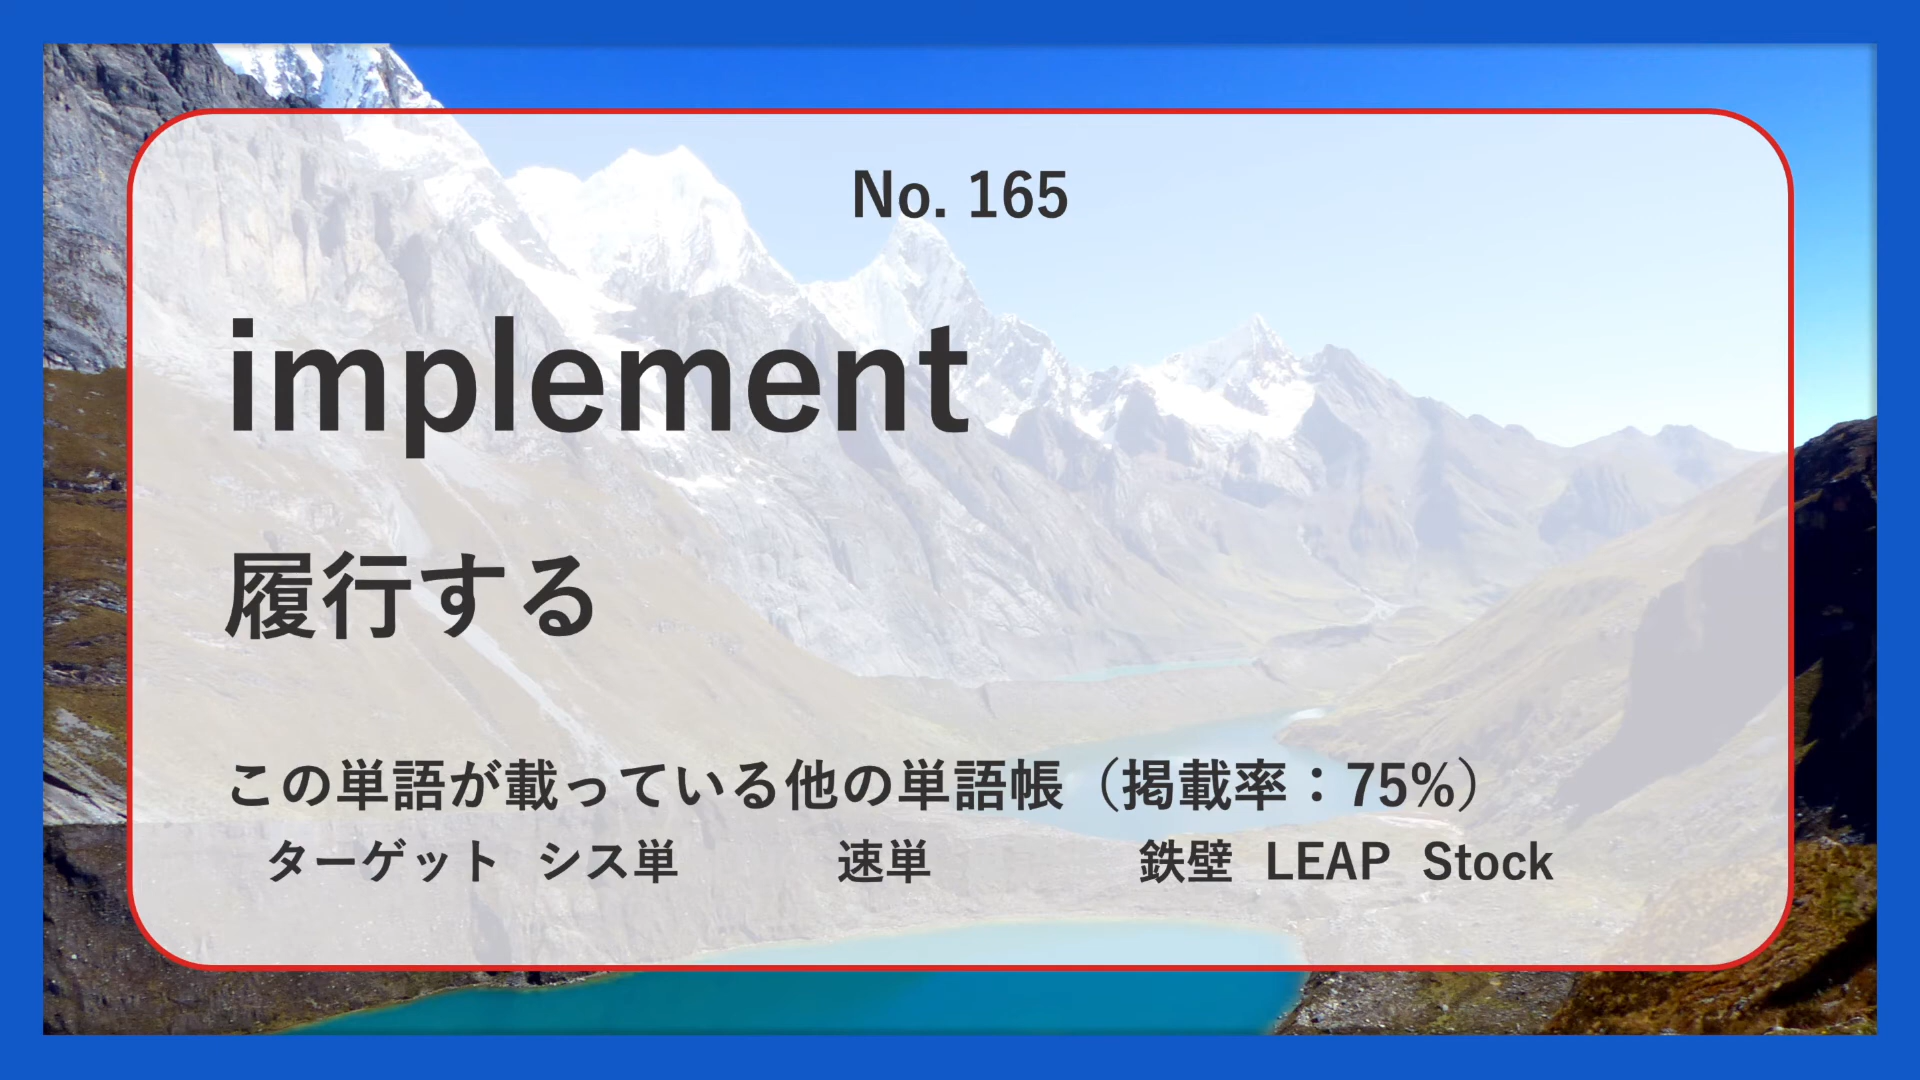 No. 165
implement
履行する
この単語が載っている他の単語帳（掲載率：75%）
ターゲット シス単 速単 鉄壁 LEAP Stock